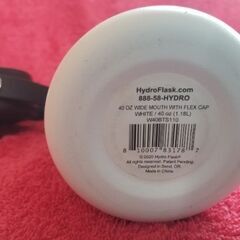 HydroFlask.com
888-58-HYDRO
40 OZ WIDE MOUTH WITH FLEX CAP
WHITE / 40 oz (1.18L)
W40BTS110
8 10007 83178 2
©2020 Hydro Flask®
All rights reserved. Patent Pending.
Designed in Bend, OR.
Made in China